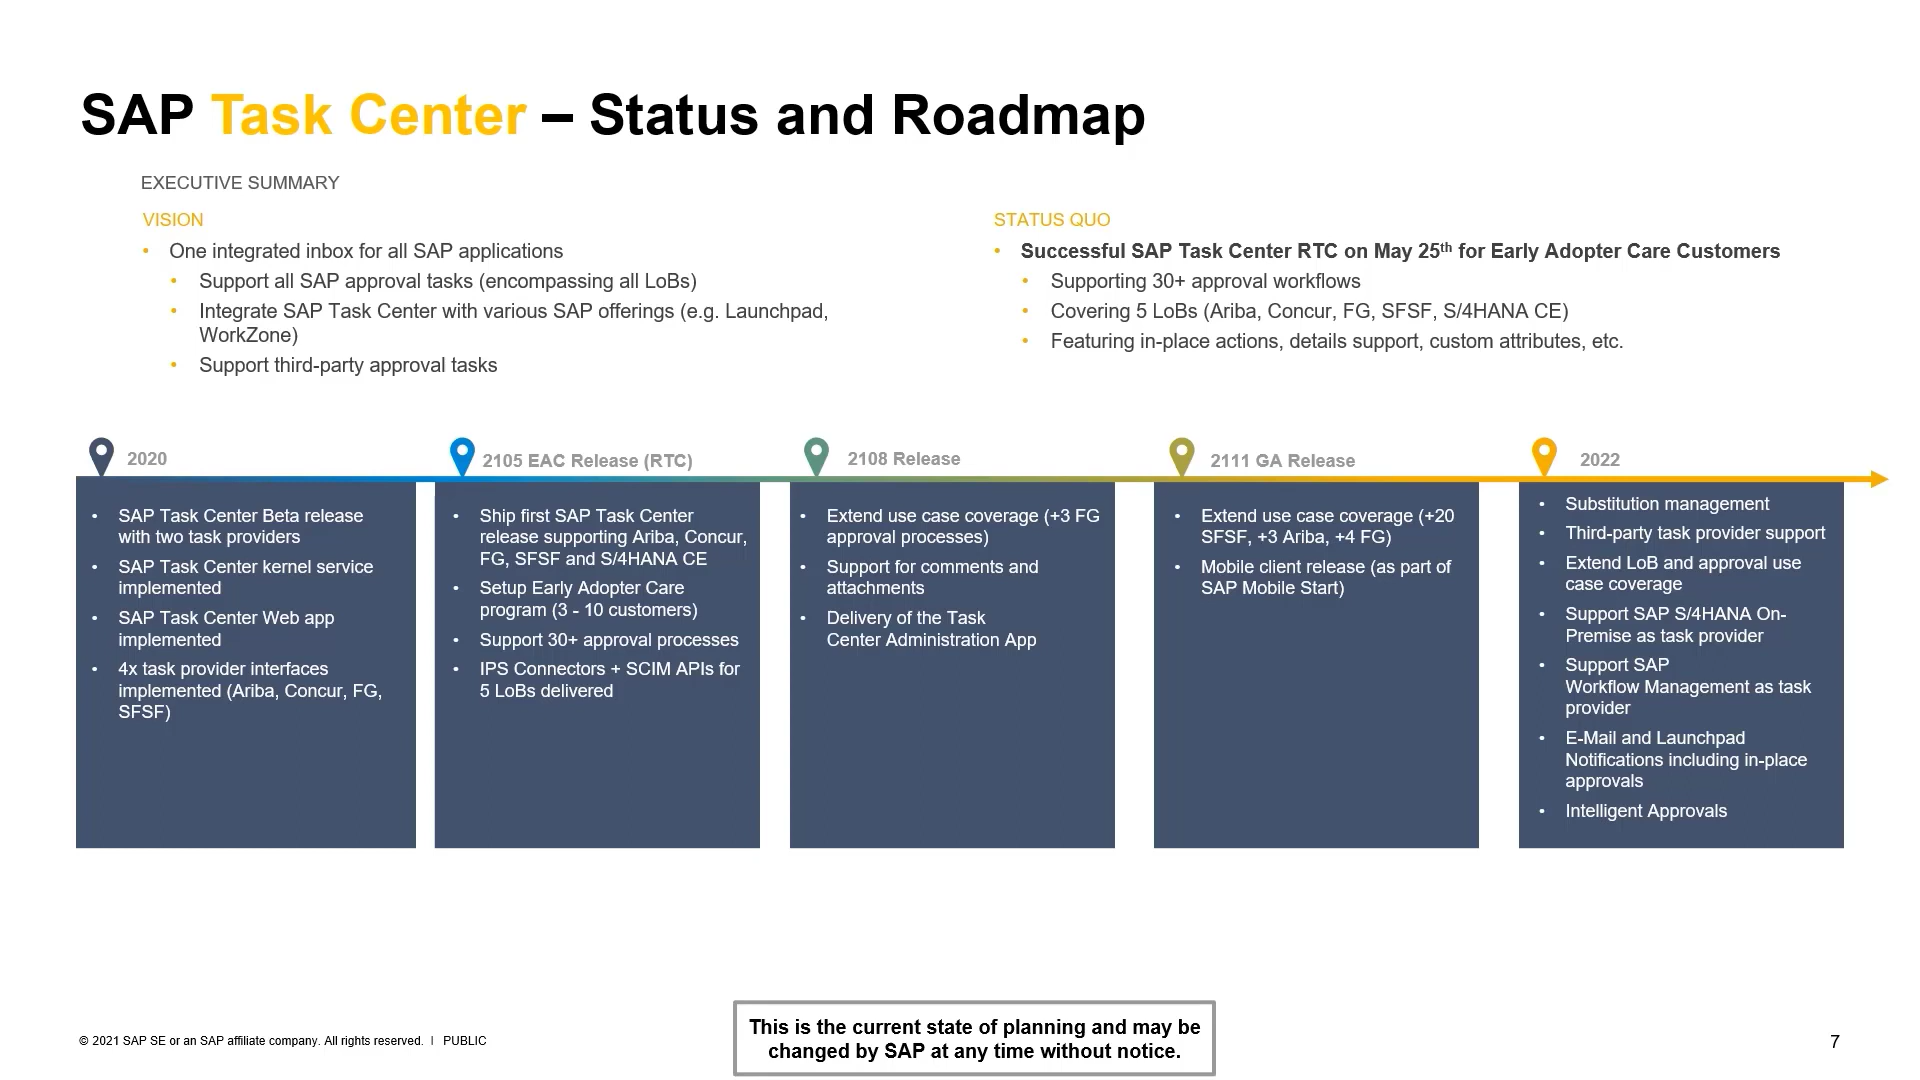 SAP Task Center – Status and Roadmap
EXECUTIVE SUMMARY
VISION
• One integrated inbox for all SAP applications
• Support all SAP approval tasks (encompassing all LoBs)
• Integrate SAP Task Center with various SAP offerings (e.g. Launchpad,
WorkZone)
• Support third-party approval tasks
STATUS QUO
• Successful SAP Task Center RTC on May 25th for Early Adopter Care Customers
• Supporting 30+ approval workflows
• Covering 5 LoBs (Ariba, Concur, FG, SFSF, S/4HANA CE)
• Featuring in-place actions, details support, custom attributes, etc.
2020
• SAP Task Center Beta release
with two task providers
• SAP Task Center kernel service
implemented
• SAP Task Center Web app
implemented
• 4x task provider interfaces
implemented (Ariba, Concur, FG,
SFSF)
2105 EAC Release (RTC)
• Ship first SAP Task Center
release supporting Ariba, Concur,
FG, SFSF and S/4HANA CE
• Setup Early Adopter Care
program (3 - 10 customers)
• Support 30+ approval processes
• IPS Connectors + SCIM APIs for
5 LoBs delivered
2108 Release
• Extend use case coverage (+3 FG
approval processes)
• Support for comments and
attachments
• Delivery of the Task
Center Administration App
2111 GA Release
• Extend use case coverage (+20
SFSF, +3 Ariba, +4 FG)
• Mobile client release (as part of
SAP Mobile Start)
2022
• Substitution management
• Third-party task provider support
• Extend LoB and approval use
case coverage
• Support SAP S/4HANA On-
Premise as task provider
• Support SAP
Workflow Management as task
provider
• E-Mail and Launchpad
Notifications including in-place
approvals
• Intelligent Approvals
© 2021 SAP SE or an SAP affiliate company. All rights reserved. | PUBLIC
This is the current state of planning and may be
changed by SAP at any time without notice.
7